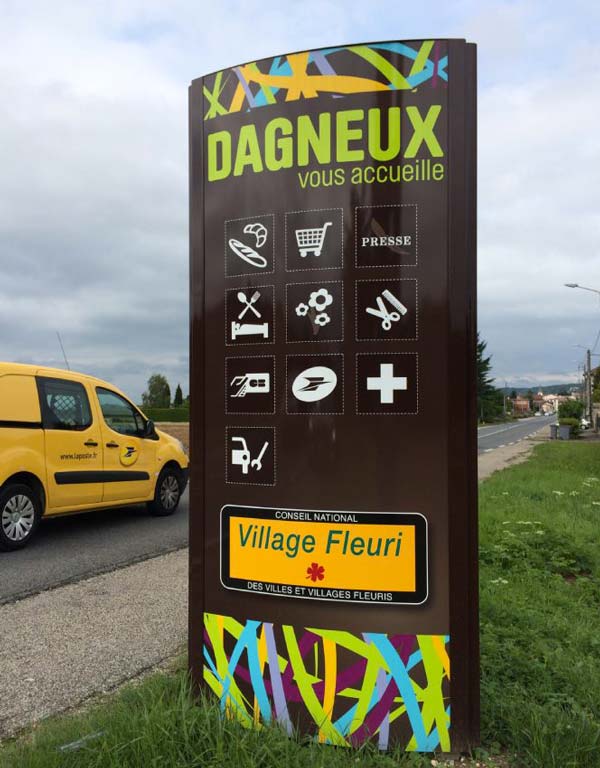 DAGNEUX
vous accueille
PRESSE
www.laposte.fr
CONSEIL NATIONAL
Village Fleuri
DES VILLES ET VILLAGES FLEURIS